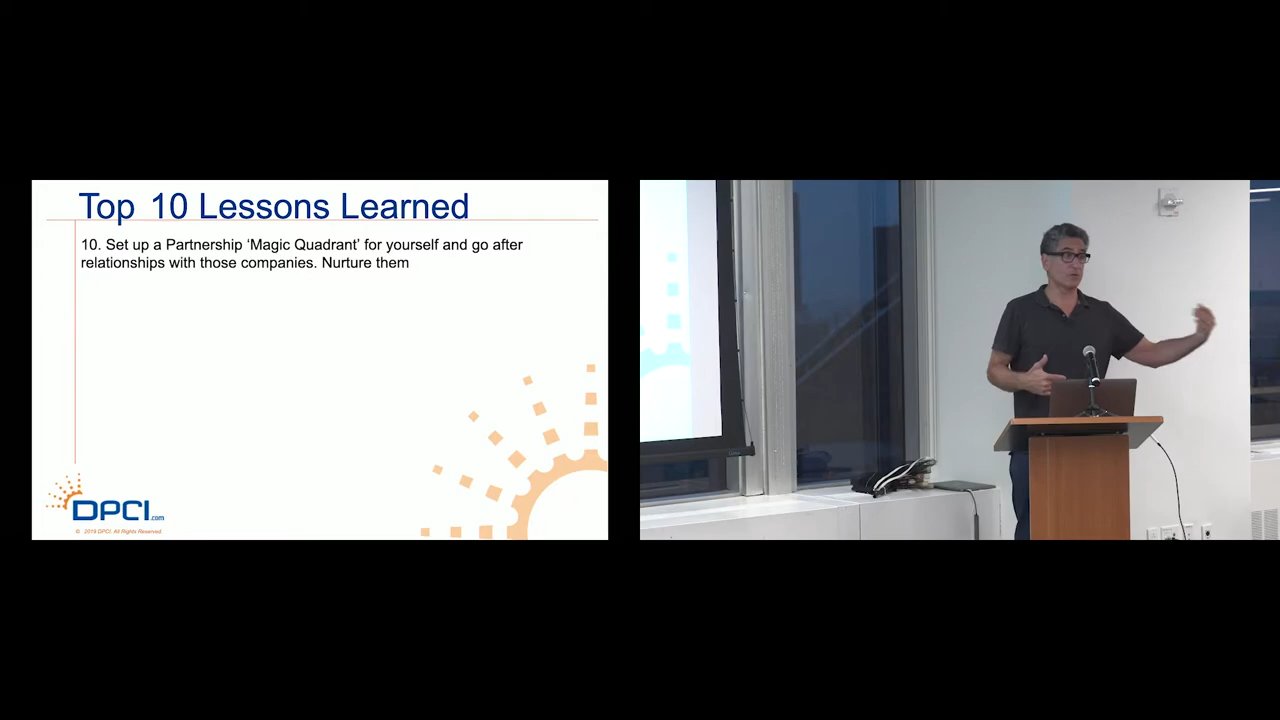 Top 10 Lessons Learned
10. Set up a Partnership ‘Magic Quadrant’ for yourself and go after
relationships with those companies. Nurture them
DPCI.com
© 2019 DPCI. All Rights Reserved